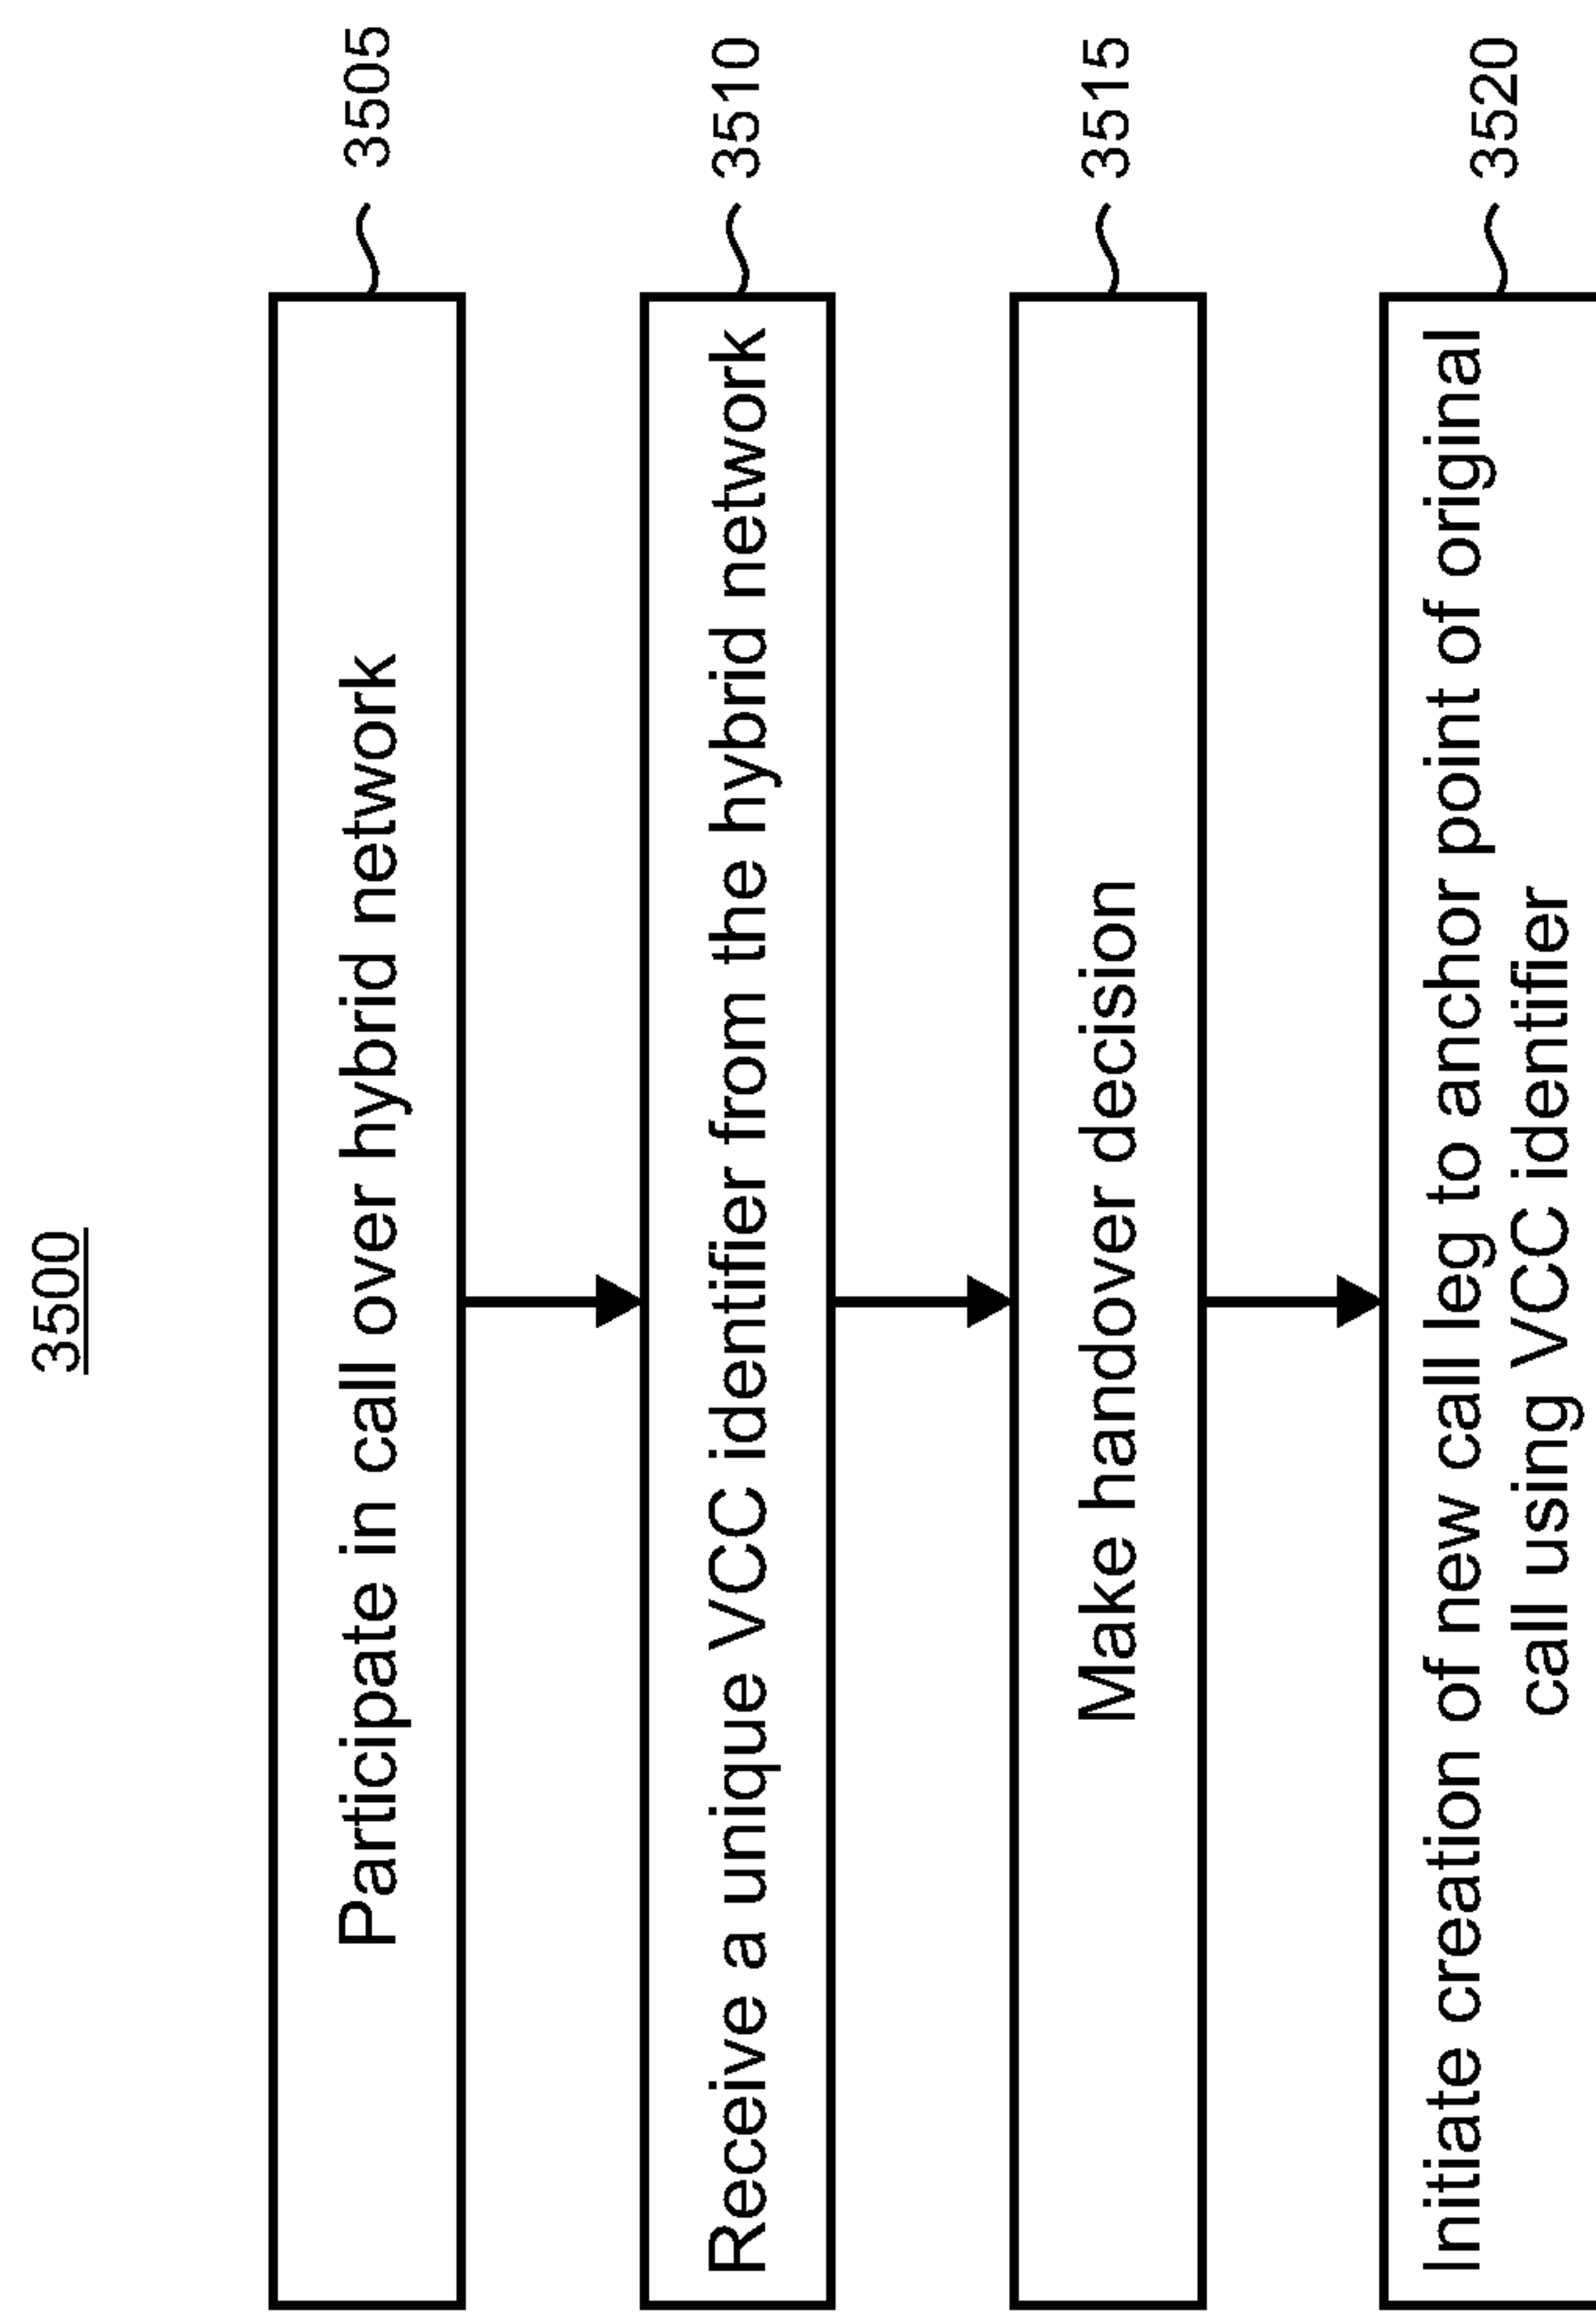 3500
Participate in call over hybrid network
3505
Receive a unique VCC identifier from the hybrid network
3510
Make handover decision
3515
Initiate creation of new call leg to anchor point of original
call using VCC identifier
3520